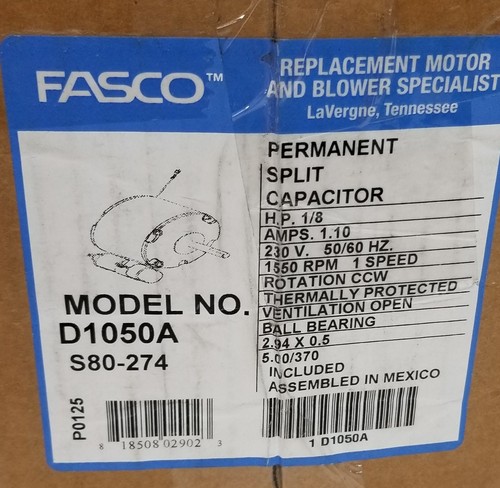 FASCO™
REPLACEMENT MOTOR
AND BLOWER SPECIALIST
LaVergne, Tennessee
PERMANENT
SPLIT
CAPACITOR
H.P. 1/8
AMPS. 1.10
230 V. 50/60 HZ.
1550 RPM 1 SPEED
ROTATION CCW
THERMALLY PROTECTED
VENTILATION OPEN
BALL BEARING
2.94 X 0.5
5.00/370
INCLUDED
ASSEMBLED IN MEXICO
MODEL NO.
D1050A
S80-274
P0125
8 18508 02902 3
1 D1050A